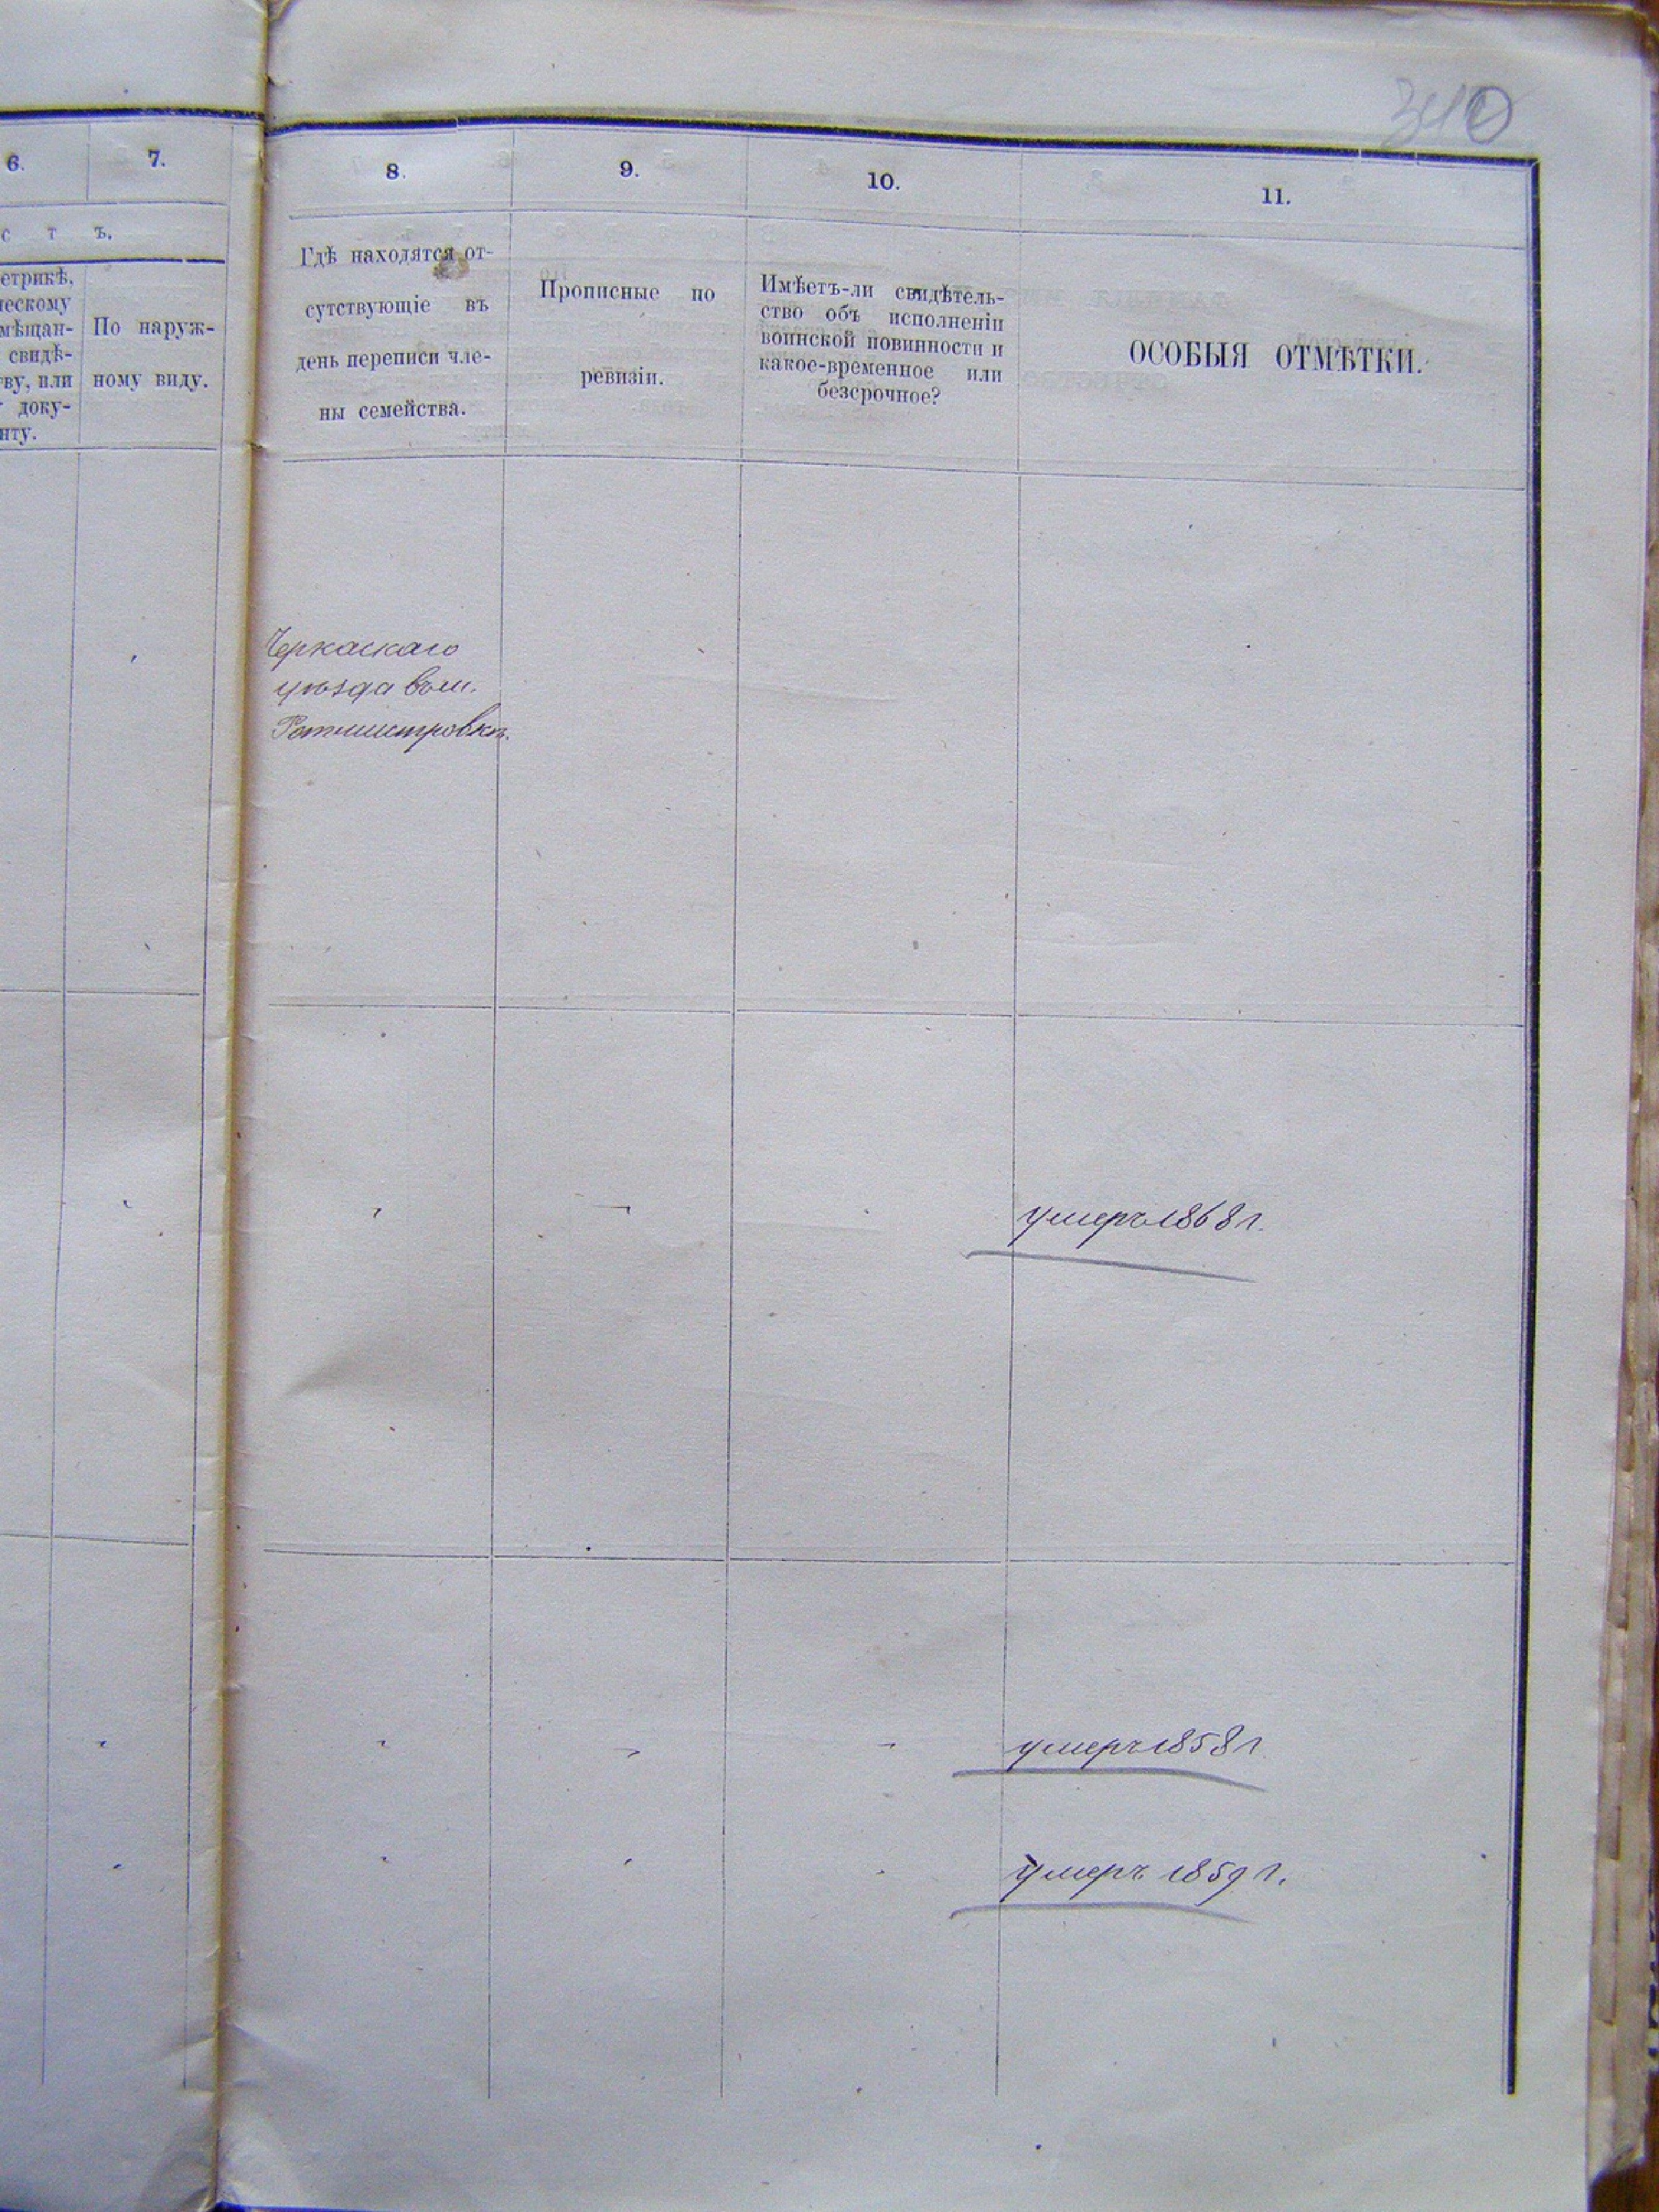 340
6.
7.
с т ъ.
етрикѣ,
ческому
мѣщан-
свидѣ-
ву, или
доку-
нту.
По наруж-
ному виду.
8.
9.
10.
11.
Гдѣ находятся от-
сутствующіе въ
день переписи чле-
ны семейства.
Прописные по
ревизіи.
Имѣетъ-ли свидѣтель-
ство объ исполненіи
воинской повинности и
какое-временное или
безсрочное?
ОСОБЫЯ ОТМѢТКИ.
Черкаскаго
уѣзда
Ротмистровкѣ.
умеръ 1868 г.
умеръ 1858 г
умеръ 1859 г.